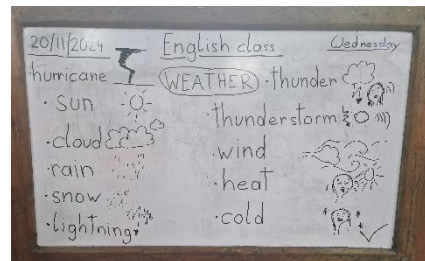 20/11/2024 English class Wednesday
hurricane WEATHER · thunder
· sun
· cloud
· rain
· snow
· lightning
· thunderstorm
· wind
· heat
· cold